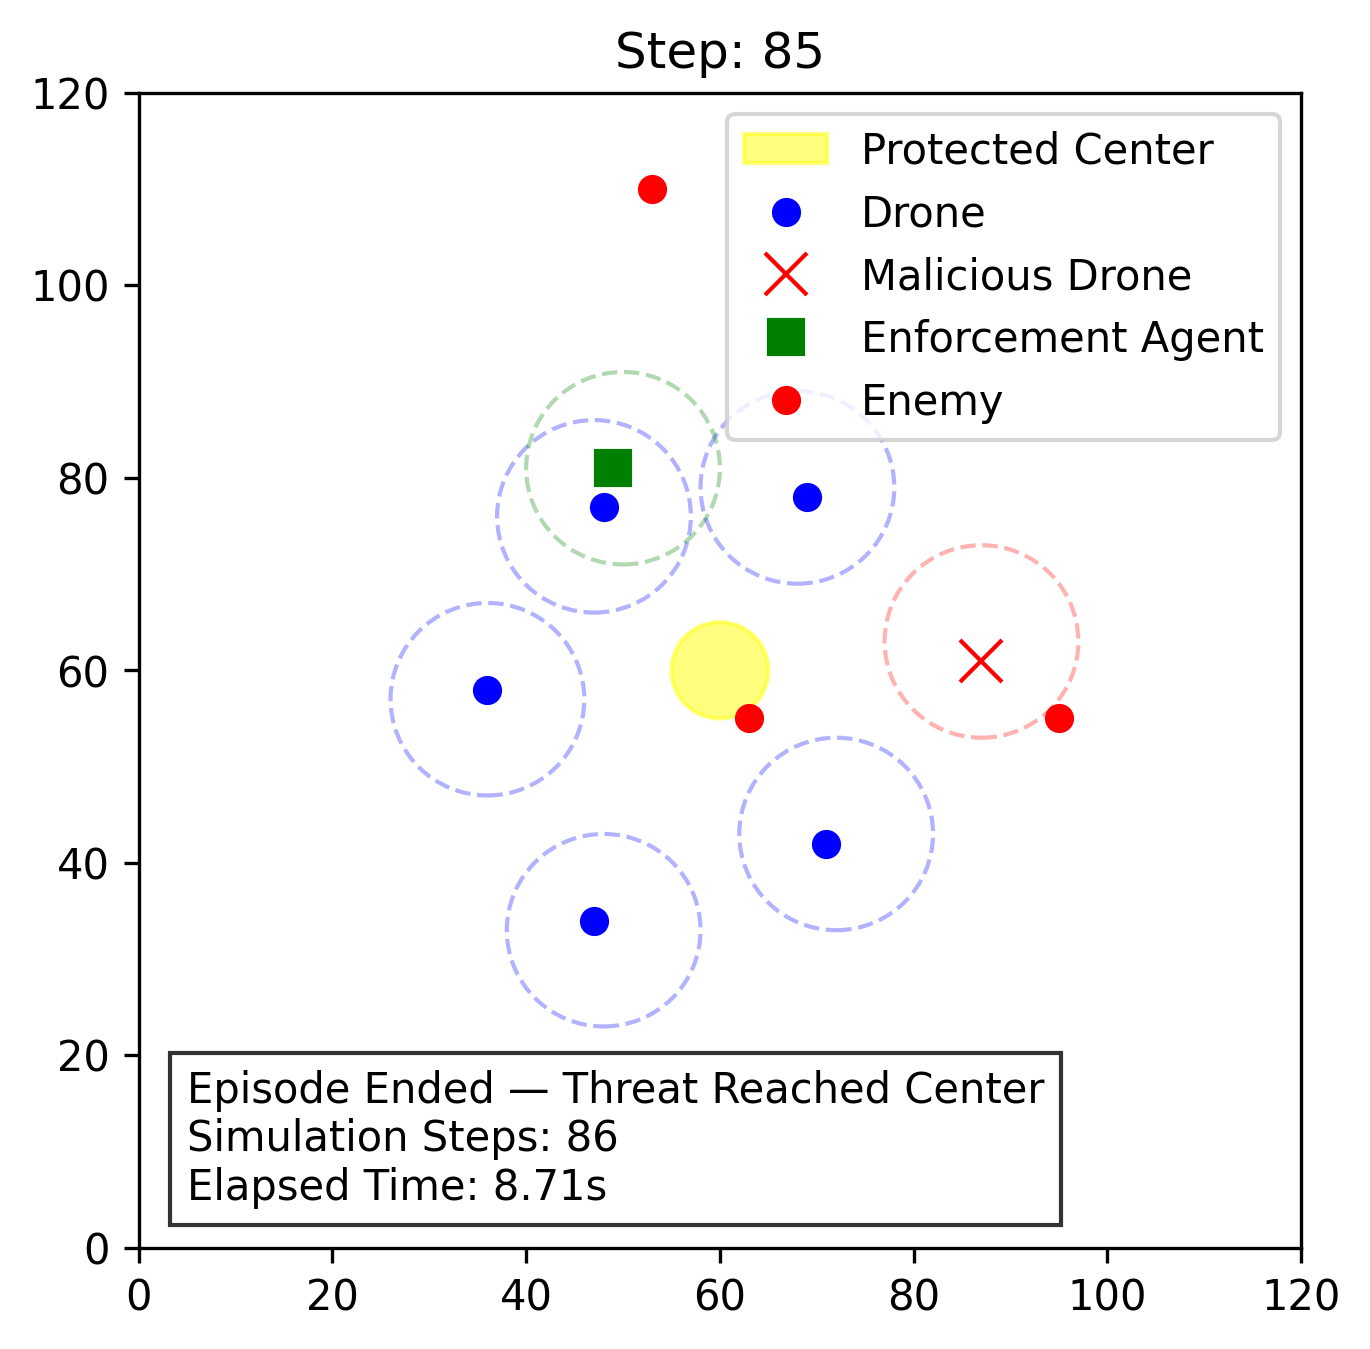 Step: 85
120
100
80
60
40
20
0
0 20 40 60 80 100 120
Protected Center
Drone
Malicious Drone
Enforcement Agent
Enemy
Episode Ended — Threat Reached Center
Simulation Steps: 86
Elapsed Time: 8.71s